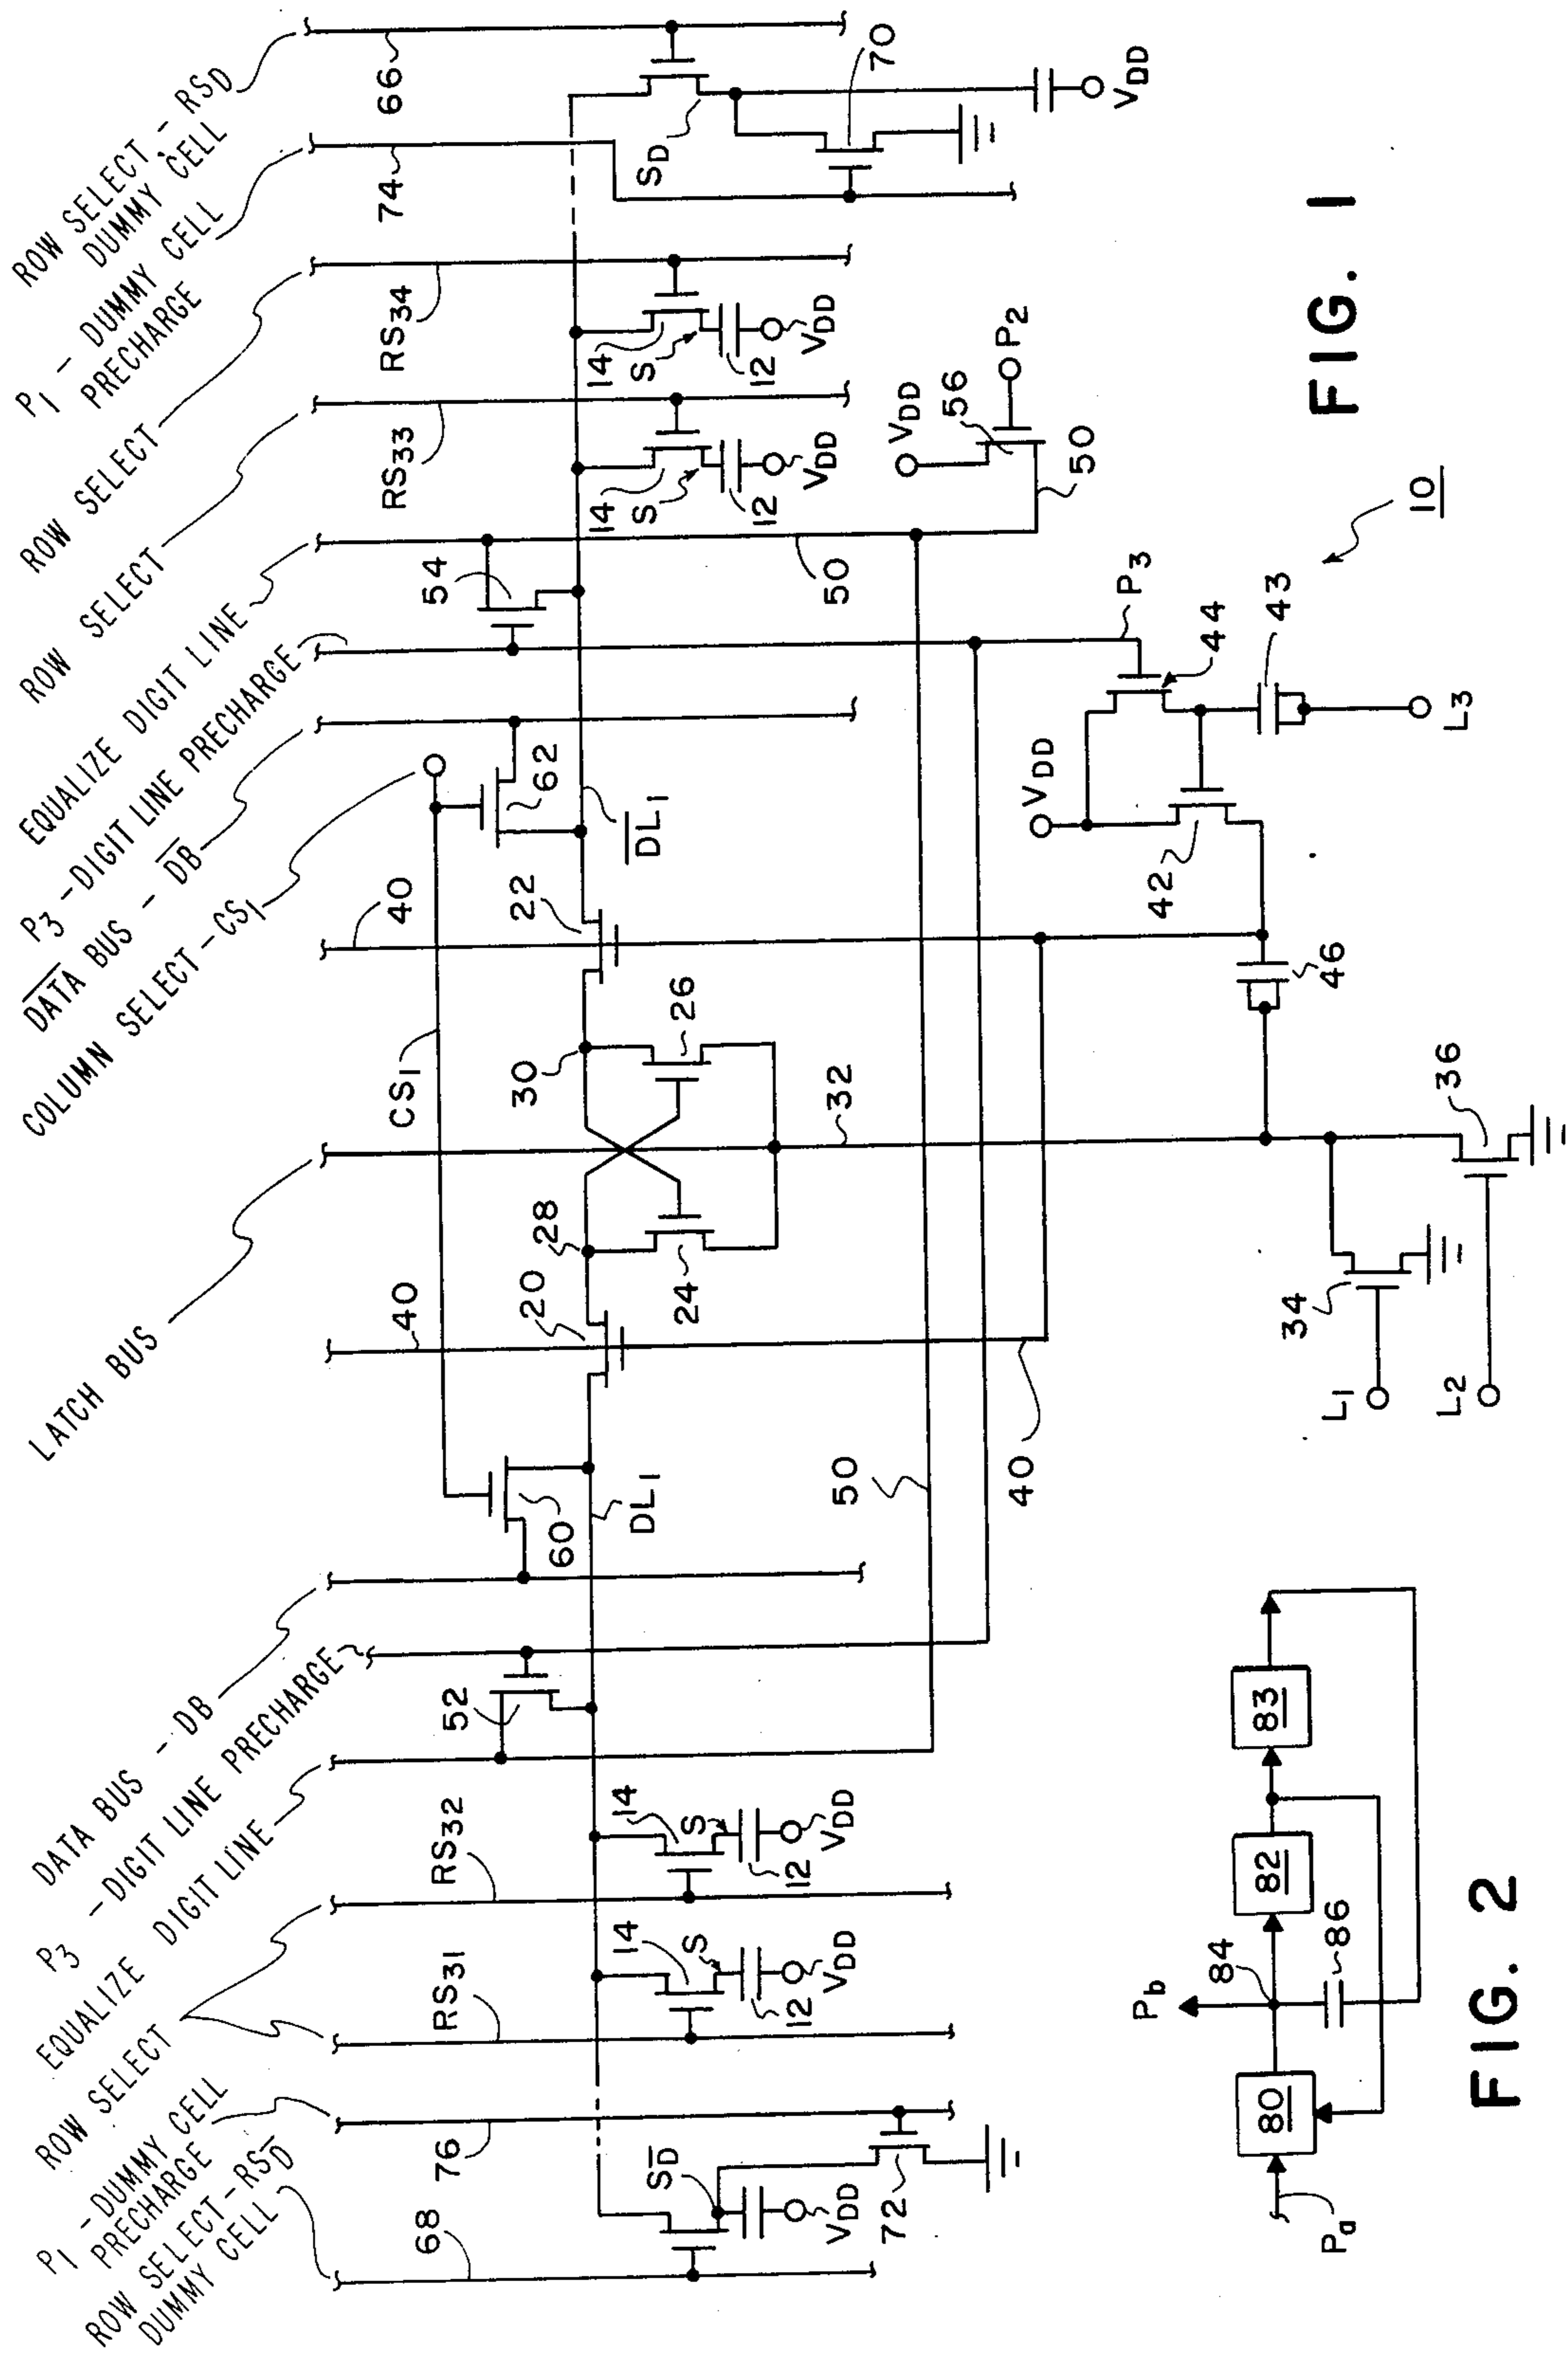 ROW SELECT - RSD
DUMMY CELL
P1 - DUMMY CELL
PRECHARGE
ROW SELECT
ROW SELECT
EQUALIZE DIGIT LINE
P3 - DIGIT LINE PRECHARGE
D̅A̅T̅A̅ BUS - D̅B̅
COLUMN SELECT - CS1
LATCH BUS
DATA BUS - DB
P3 - DIGIT LINE PRECHARGE
EQUALIZE DIGIT LINE
ROW SELECT
P1 - DUMMY CELL
PRECHARGE
ROW SELECT - RSD̅
DUMMY CELL
68
76
RS31
RS32
52
60
DL1
40
20
28
24
CS1
30
26
32
40
22
62
D̅L̅1
54
RS33
RS34
74
66
SD̅
VDD
72
14
S
12
VDD
14
S
12
VDD
50
40
14
S
12
VDD
14
S
12
VDD
SD
70
VDD
50
VDD
56
P2
50
P3
44
43
L3
VDD
42
46
36
34
L1
L2
10
FIG. 1
Pa
80
84
Pb
86
82
83
FIG. 2